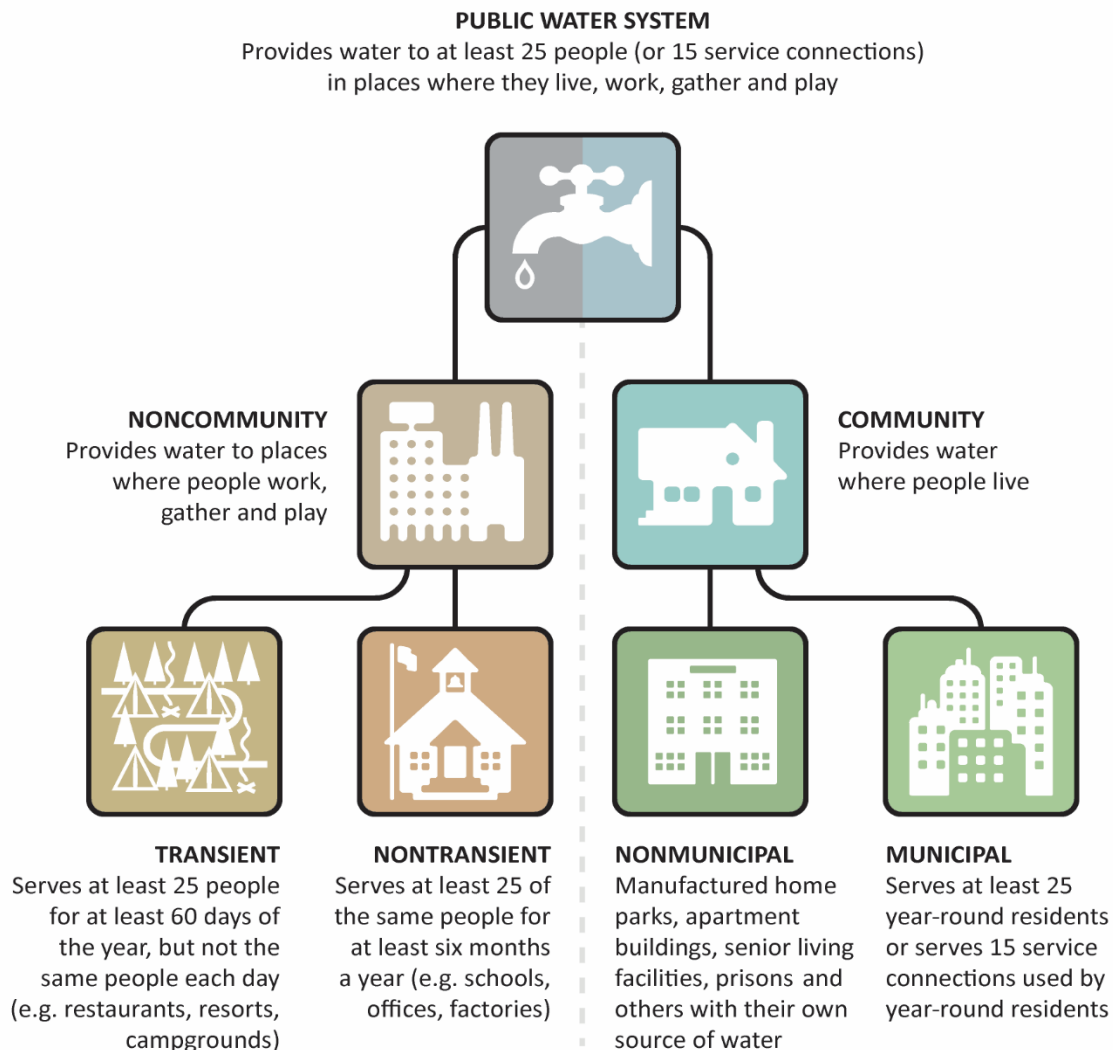 PUBLIC WATER SYSTEM
Provides water to at least 25 people (or 15 service connections)
in places where they live, work, gather and play
NONCOMMUNITY
Provides water to places
where people work,
gather and play
COMMUNITY
Provides water
where people live
TRANSIENT
Serves at least 25 people
for at least 60 days of
the year, but not the
same people each day
(e.g. restaurants, resorts,
campgrounds)
NONTRANSIENT
Serves at least 25 of
the same people for
at least six months
a year (e.g. schools,
offices, factories)
NONMUNICIPAL
Manufactured home
parks, apartment
buildings, senior living
facilities, prisons and
others with their own
source of water
MUNICIPAL
Serves at least 25
year-round residents
or serves 15 service
connections used by
year-round residents